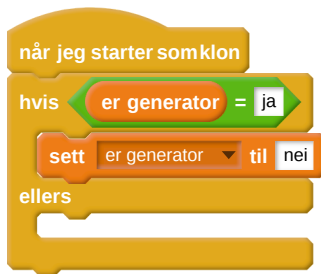 når jeg starter som klon
hvis er generator = ja
sett er generator til nei
ellers